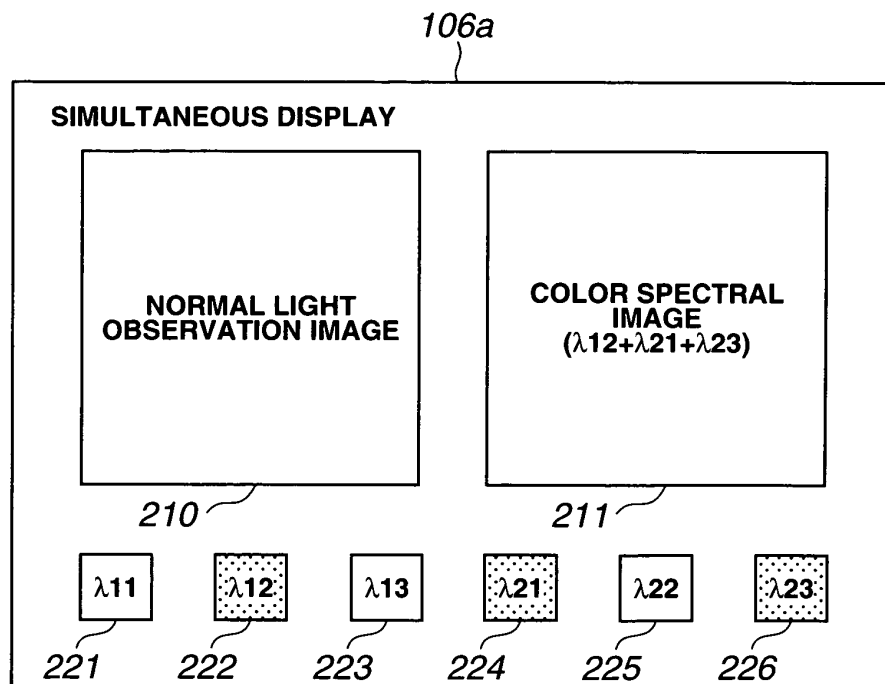 106a
SIMULTANEOUS DISPLAY
NORMAL LIGHT
OBSERVATION IMAGE
COLOR SPECTRAL
IMAGE
(λ12+λ21+λ23)
210
211
λ11 λ12 λ13 λ21 λ22 λ23
221 222 223 224 225 226